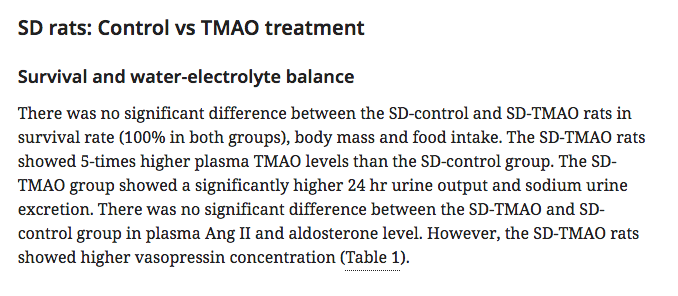 SD rats: Control vs TMAO treatment
Survival and water-electrolyte balance
There was no significant difference between the SD-control and SD-TMAO rats in
survival rate (100% in both groups), body mass and food intake. The SD-TMAO rats
showed 5-times higher plasma TMAO levels than the SD-control group. The SD-
TMAO group showed a significantly higher 24 hr urine output and sodium urine
excretion. There was no significant difference between the SD-TMAO and SD-
control group in plasma Ang II and aldosterone level. However, the SD-TMAO rats
showed higher vasopressin concentration (Table 1).